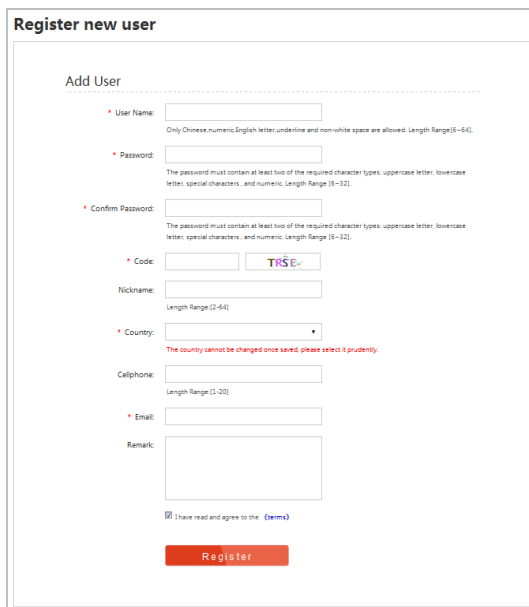 Register new user
Add User
* User Name:
Only Chinese,numeric,English letter,underline and non-white space are allowed. Length Range[6~64].
* Password:
The password must contain at least two of the required character types: uppercase letter, lowercase
letter, special characters , and numeric. Length Range [6~32].
* Confirm Password:
The password must contain at least two of the required character types: uppercase letter, lowercase
letter, special characters , and numeric. Length Range [6~32].
* Code: TRSE
Nickname:
Length Range:[2-64]
* Country:
The country cannot be changed once saved, please select it prudently.
Cellphone:
Length Range:[1-20]
* Email:
Remark:
I have read and agree to the {terms}
Register